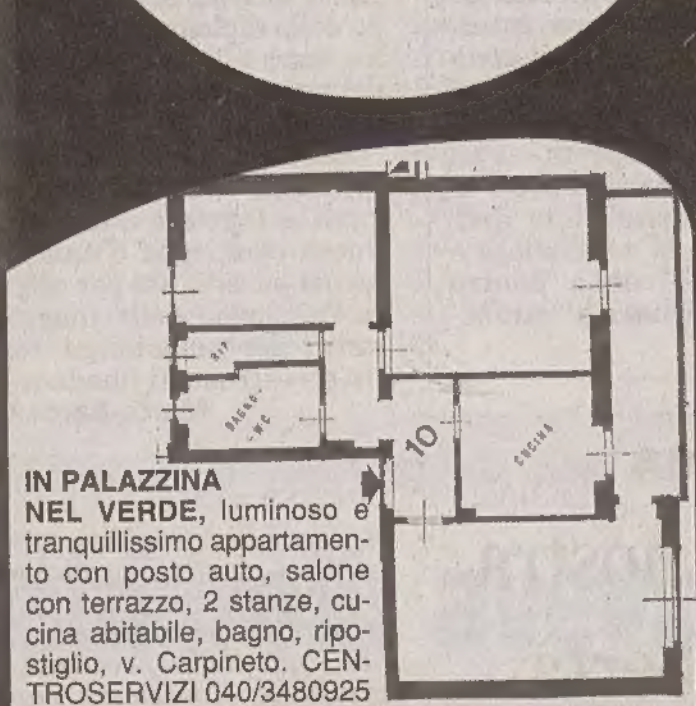 RIP.
BAGNO
-WC
10
CUCINA
IN PALAZZINA
NEL VERDE, luminoso e
tranquillissimo appartamen-
to con posto auto, salone
con terrazzo, 2 stanze, cu-
cina abitabile, bagno, ripo-
stiglio, v. Carpineto. CEN-
TROSERVIZI 040/3480925